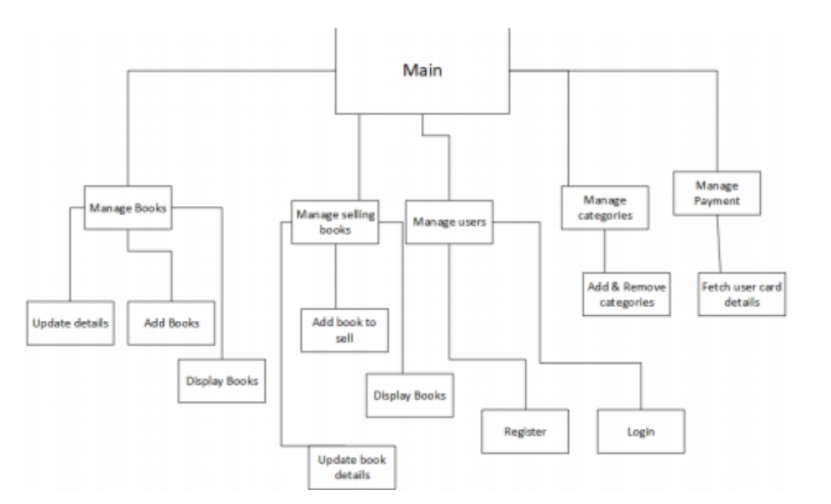 Main
Manage Books
Manage selling
books
Manage users
Manage
categories
Manage
Payment
Update details
Add Books
Display Books
Add book to
sell
Display Books
Update book
details
Register
Login
Add & Remove
categories
Fetch user card
details